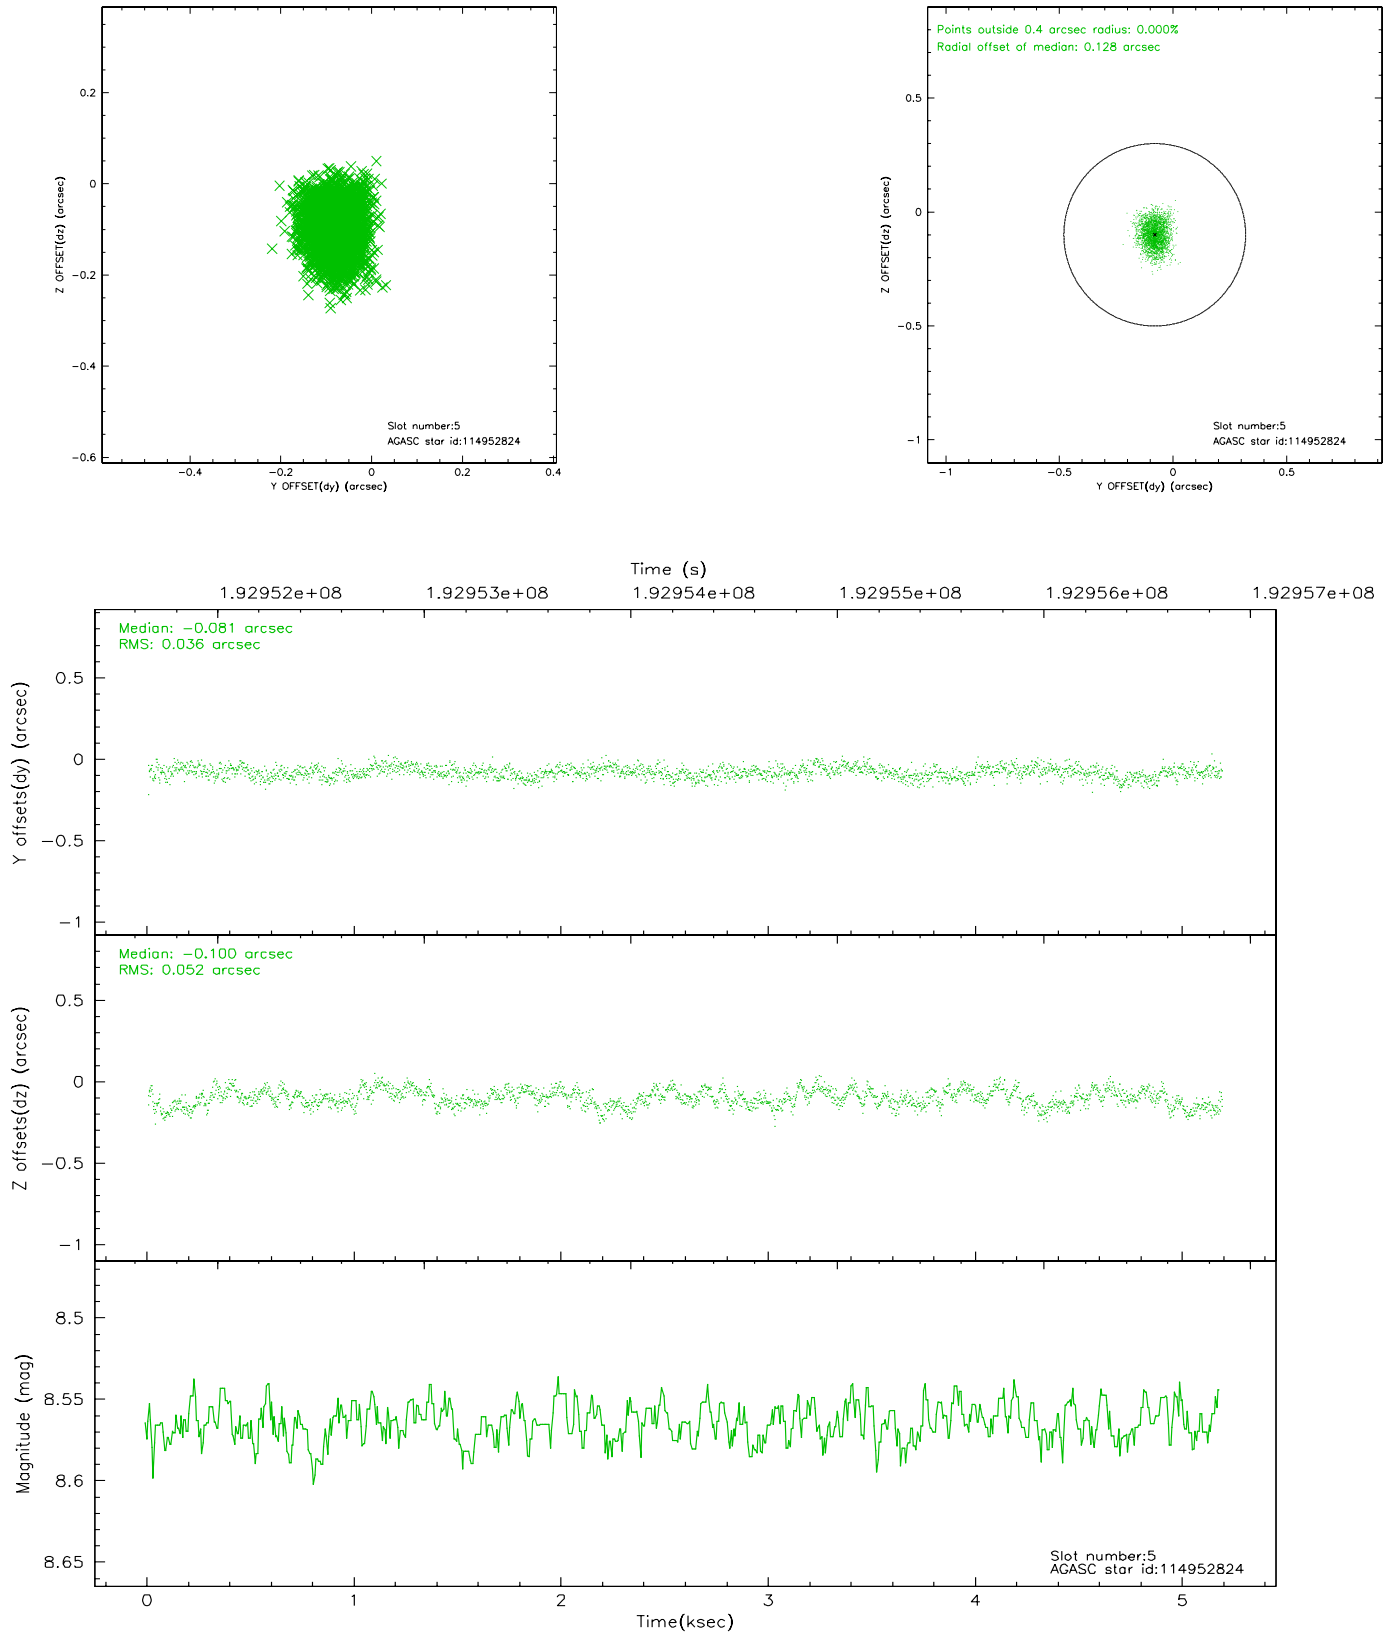 0.2
0
−0.2
−0.4
−0.6
Z OFFSET(dz) (arcsec)
Slot number:5
AGASC star id:114952824
−0.4 −0.2 0 0.2 0.4
Y OFFSET(dy) (arcsec)
Points outside 0.4 arcsec radius: 0.000%
Radial offset of median: 0.128 arcsec
0.5
0
−0.5
−1
Z OFFSET(dz) (arcsec)
Slot number:5
AGASC star id:114952824
−1 −0.5 0 0.5
Y OFFSET(dy) (arcsec)
Time (s)
1.92952e+08 1.92953e+08 1.92954e+08 1.92955e+08 1.92956e+08 1.92957e+08
Median: −0.081 arcsec
RMS: 0.036 arcsec
0.5
0
−0.5
−1
Y offsets(dy) (arcsec)
Median: −0.100 arcsec
RMS: 0.052 arcsec
0.5
0
−0.5
−1
Z offsets(dz) (arcsec)
8.5
8.55
8.6
8.65
Magnitude (mag)
Slot number:5
AGASC star id:114952824
0 1 2 3 4 5
Time(ksec)